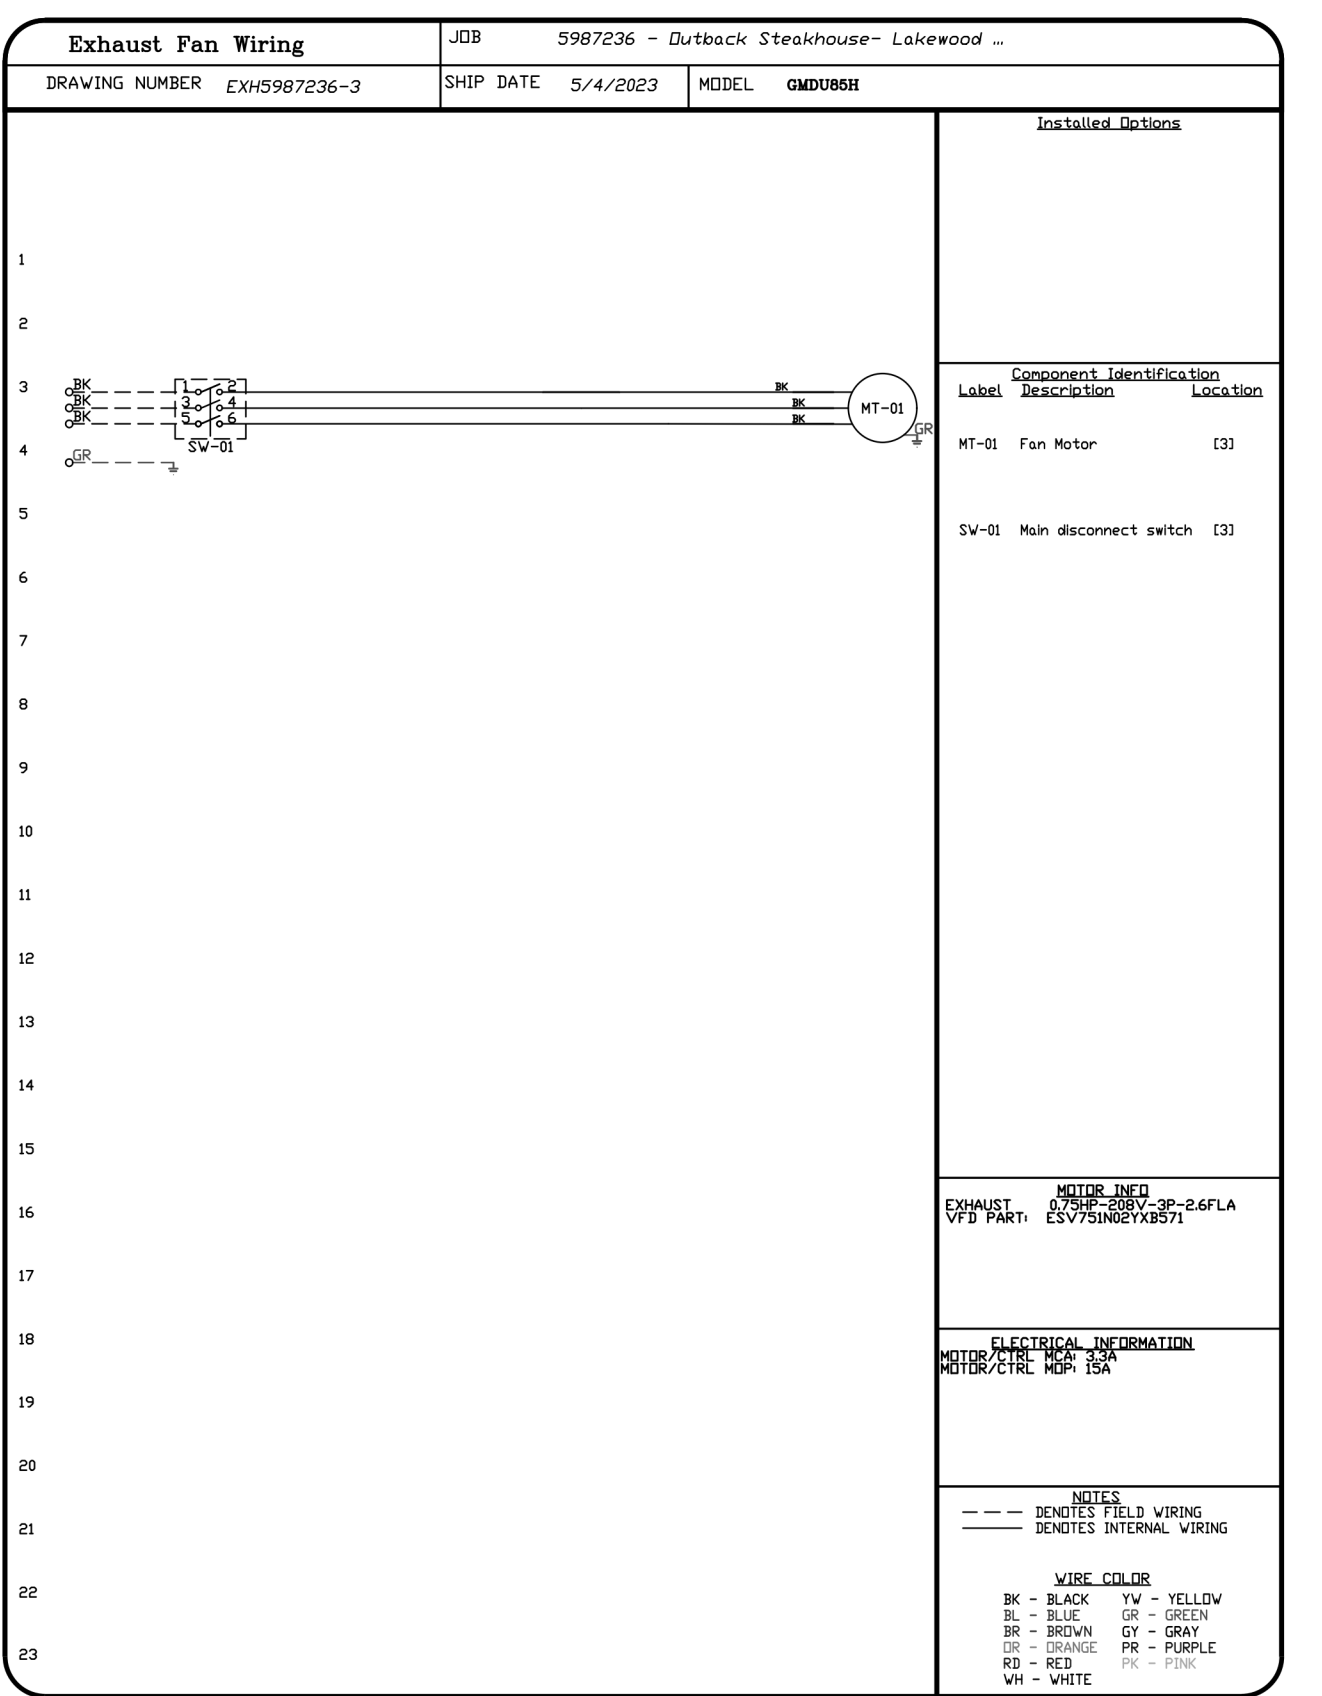 Exhaust Fan Wiring
JOB 5987236 - Outback Steakhouse- Lakewood ...
DRAWING NUMBER EXH5987236-3
SHIP DATE 5/4/2023
MODEL GMDU85H
Installed Options
1
2
3
4
5
6
7
8
9
10
11
12
13
14
15
16
17
18
19
20
21
22
23
BK 1 2 BK
BK 3 4 BK
BK 5 6 BK
MT-01
GR
SW-01
GR
Component Identification
Label Description Location
MT-01 Fan Motor [3]
SW-01 Main disconnect switch [3]
MOTOR INFO
EXHAUST 0.75HP-208V-3P-2.6FLA
VFD PART: ESV751N02YXB571
ELECTRICAL INFORMATION
MOTOR/CTRL MCA: 3.3A
MOTOR/CTRL MOP: 15A
NOTES
DENOTES FIELD WIRING
DENOTES INTERNAL WIRING
WIRE COLOR
BK - BLACK YW - YELLOW
BL - BLUE GR - GREEN
BR - BROWN GY - GRAY
OR - ORANGE PR - PURPLE
RD - RED PK - PINK
WH - WHITE